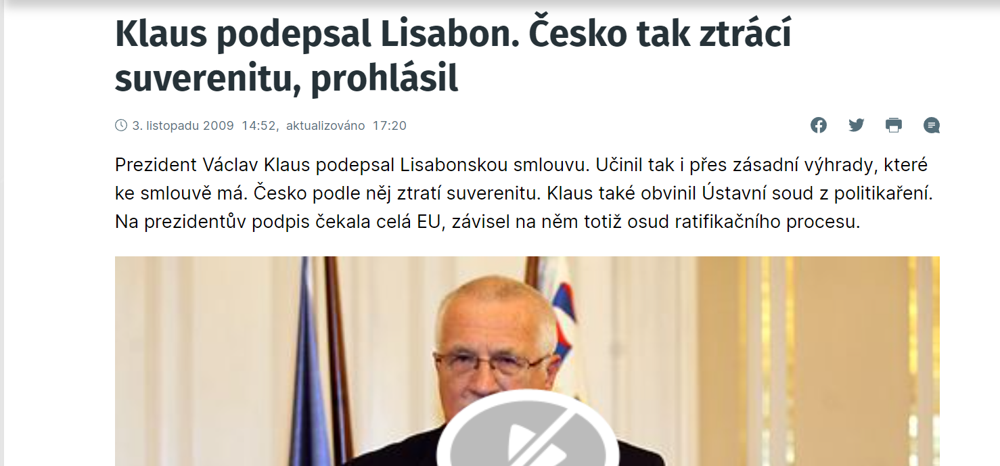 Klaus podepsal Lisabon. Česko tak ztrácí
suverenitu, prohlásil
3. listopadu 2009 14:52, aktualizováno 17:20
Prezident Václav Klaus podepsal Lisabonskou smlouvu. Učinil tak i přes zásadní výhrady, které
ke smlouvě má. Česko podle něj ztratí suverenitu. Klaus také obvinil Ústavní soud z politikaření.
Na prezidentův podpis čekala celá EU, závisel na něm totiž osud ratifikačního procesu.